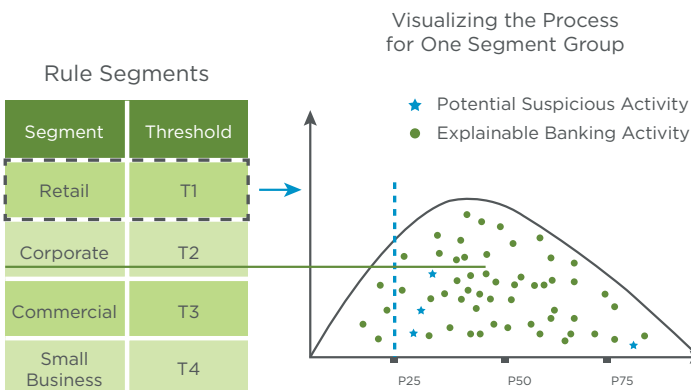 Visualizing the Process
for One Segment Group
Rule Segments
Potential Suspicious Activity
Explainable Banking Activity
Segment Threshold
Retail T1
Corporate T2
Commercial T3
Small
Business T4
P25 P50 P75